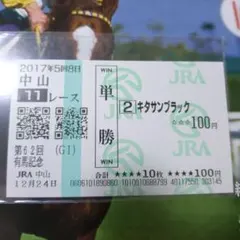 2017年5回8日
中山
11レース
WIN
単勝
WIN
2 キタサンブラック
☆☆☆100円
JRA
JRA
第62回 (GI)
有馬記念
JRA 中山
12月24日
合計 ★★★★10枚 ★★★★100円